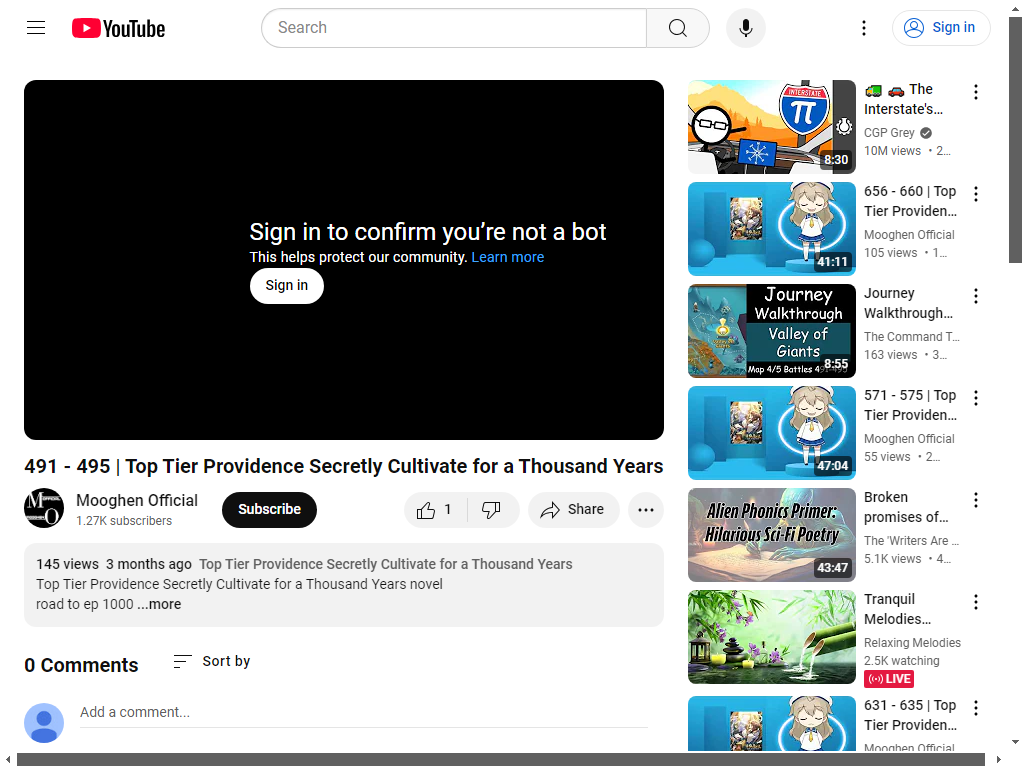 YouTube
Search
Sign in
Sign in to confirm you're not a bot
This helps protect our community. Learn more
Sign in
491 - 495 | Top Tier Providence Secretly Cultivate for a Thousand Years
Mooghen Official
1.27K subscribers
Subscribe
1
Share
145 views 3 months ago Top Tier Providence Secretly Cultivate for a Thousand Years
Top Tier Providence Secretly Cultivate for a Thousand Years novel
road to ep 1000 ...more
0 Comments
Sort by
Add a comment...
INTERSTATE
8:30
The
Interstate's...
CGP Grey
10M views • 2...
41:11
656 - 660 | Top
Tier Providen...
Mooghen Official
105 views • 1...
Journey
Walkthrough
Valley of
Giants
Map 4/5 Battles 491-495
8:55
Journey
Walkthrough...
The Command T...
163 views • 3...
47:04
571 - 575 | Top
Tier Providen...
Mooghen Official
55 views • 2...
Alien Phonics Primer:
Hilarious Sci-Fi Poetry
43:47
Broken
promises of...
The 'Writers Are ...
5.1K views • 4...
Tranquil
Melodies...
Relaxing Melodies
2.5K watching
LIVE
631 - 635 | Top
Tier Providen...
Mooghen Official